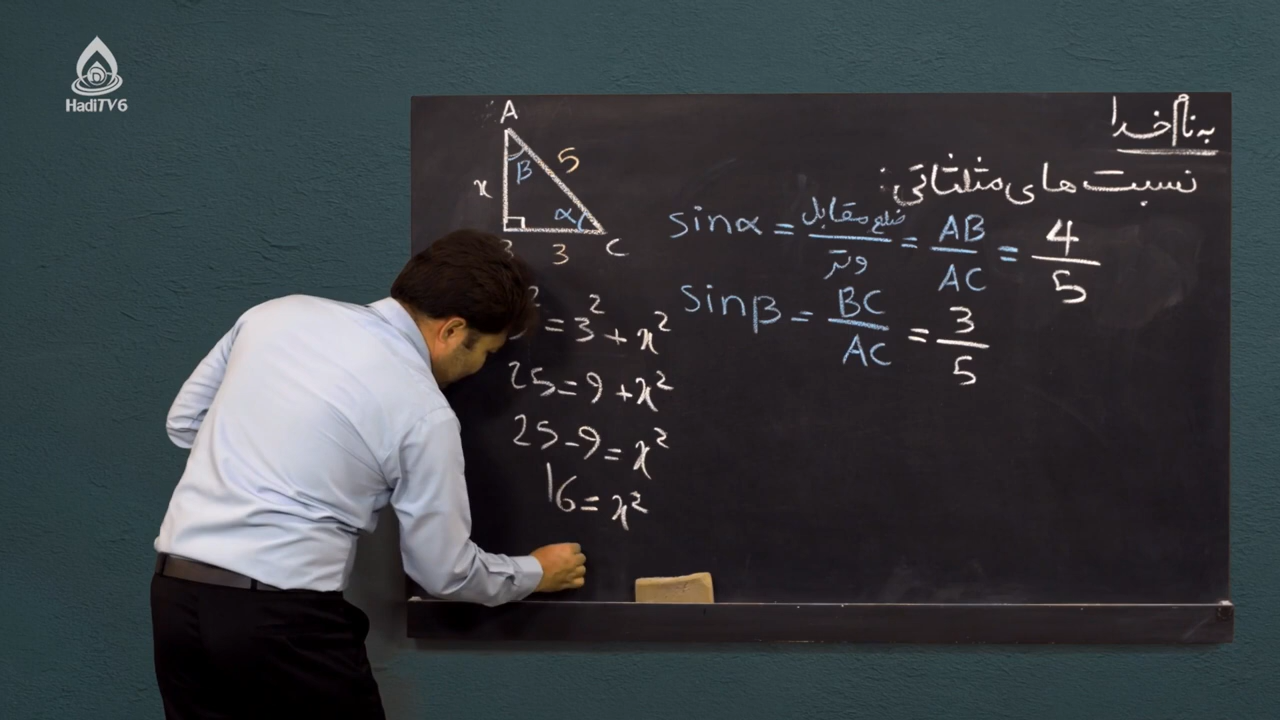 HadiTV6
به نام خدا
نسبت های مثلثاتی:
A
β
5
x
α
3
C
sinα = ضلع مقابل / وتر = AB / AC = 4/5
sinβ = BC / AC = 3/5
² = 3² + x²
25 = 9 + x²
25 - 9 = x²
16 = x²